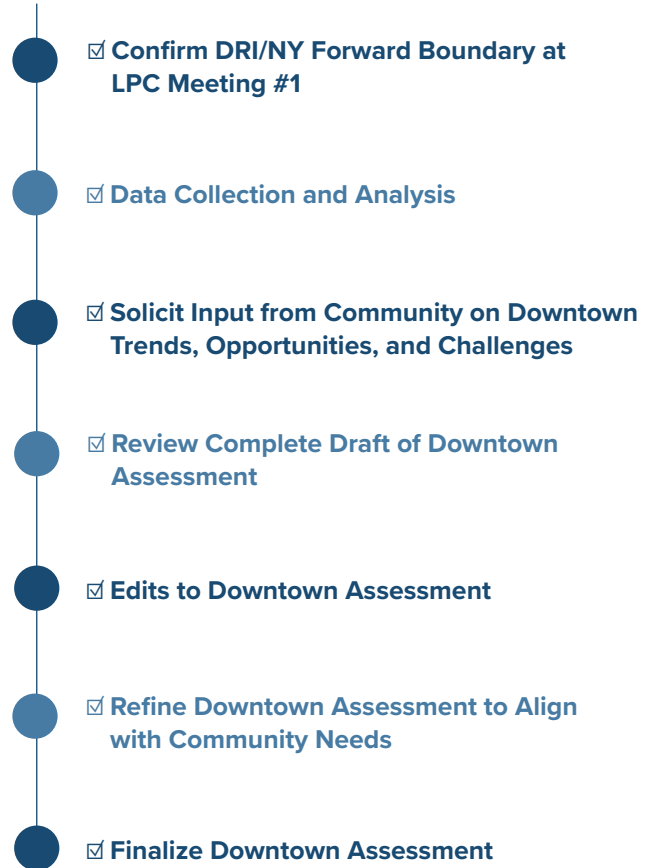 ☑ Confirm DRI/NY Forward Boundary at
LPC Meeting #1
☑ Data Collection and Analysis
☑ Solicit Input from Community on Downtown
Trends, Opportunities, and Challenges
☑ Review Complete Draft of Downtown
Assessment
☑ Edits to Downtown Assessment
☑ Refine Downtown Assessment to Align
with Community Needs
☑ Finalize Downtown Assessment